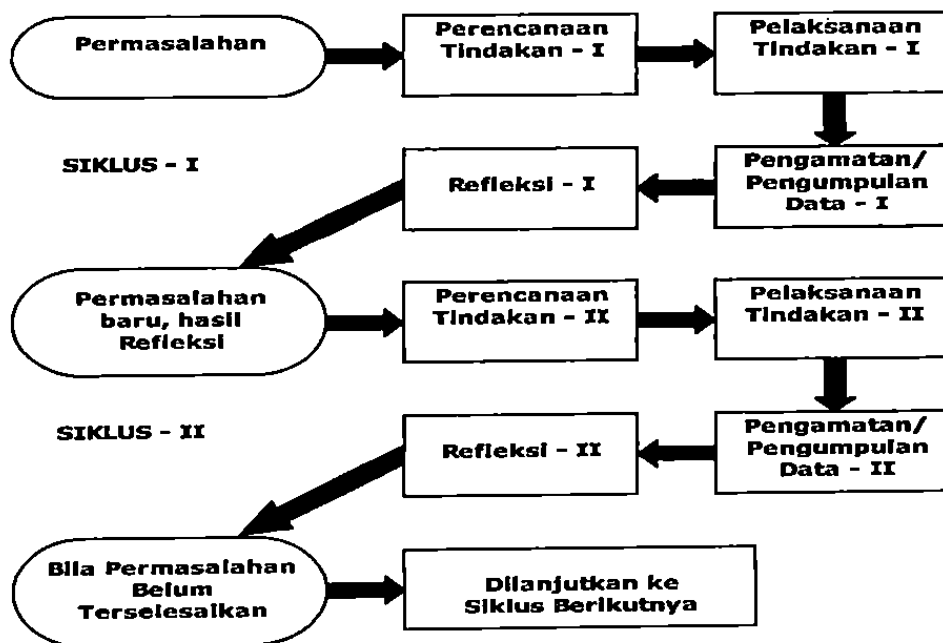 Permasalahan
Perencanaan
Tindakan - I
Pelaksanaan
Tindakan - I
SIKLUS - I
Refleksi - I
Pengamatan/
Pengumpulan
Data - I
Permasalahan
baru, hasil
Refleksi
Perencanaan
Tindakan - II
Pelaksanaan
Tindakan - II
SIKLUS - II
Refleksi - II
Pengamatan/
Pengumpulan
Data - II
Bila Permasalahan
Belum
Terselesaikan
Dilanjutkan ke
Siklus Berikutnya